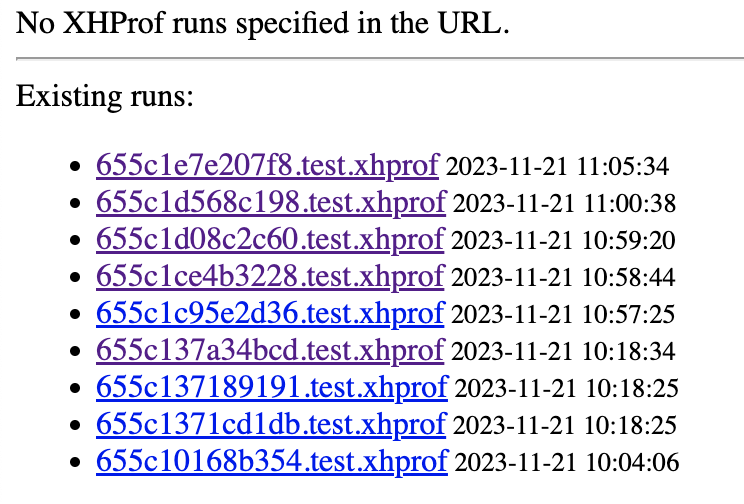 No XHProf runs specified in the URL.
Existing runs:
655c1e7e207f8.test.xhprof 2023-11-21 11:05:34
655c1d568c198.test.xhprof 2023-11-21 11:00:38
655c1d08c2c60.test.xhprof 2023-11-21 10:59:20
655c1ce4b3228.test.xhprof 2023-11-21 10:58:44
655c1c95e2d36.test.xhprof 2023-11-21 10:57:25
655c137a34bcd.test.xhprof 2023-11-21 10:18:34
655c137189191.test.xhprof 2023-11-21 10:18:25
655c1371cd1db.test.xhprof 2023-11-21 10:18:25
655c10168b354.test.xhprof 2023-11-21 10:04:06